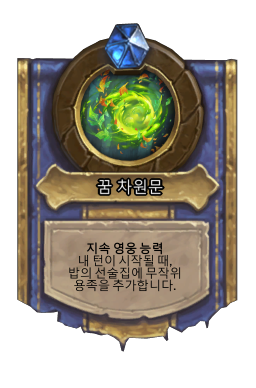 꿈 차원문
지속 영웅 능력
내 턴이 시작될 때,
밥의 선술집에 무작위
용족을 추가합니다.